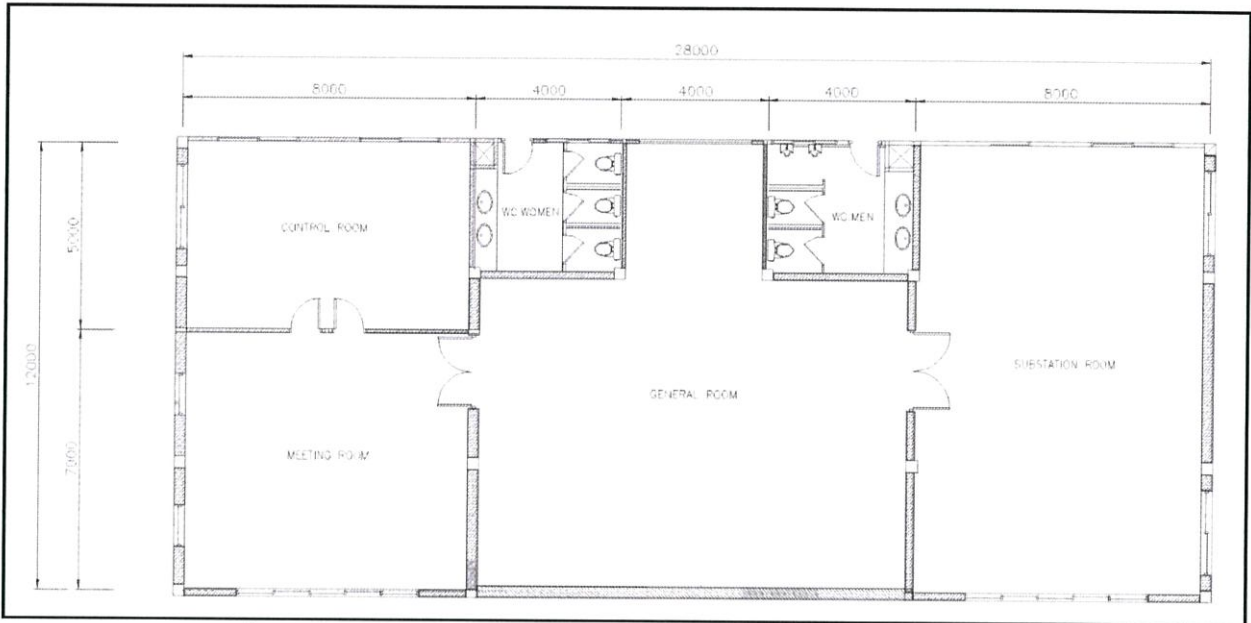 28000
8000
4000
4000
4000
8000
12000
5000
7000
CONTROL ROOM
WC WOMEN
WC MEN
SUBSTATION ROOM
GENERAL ROOM
MEETING ROOM